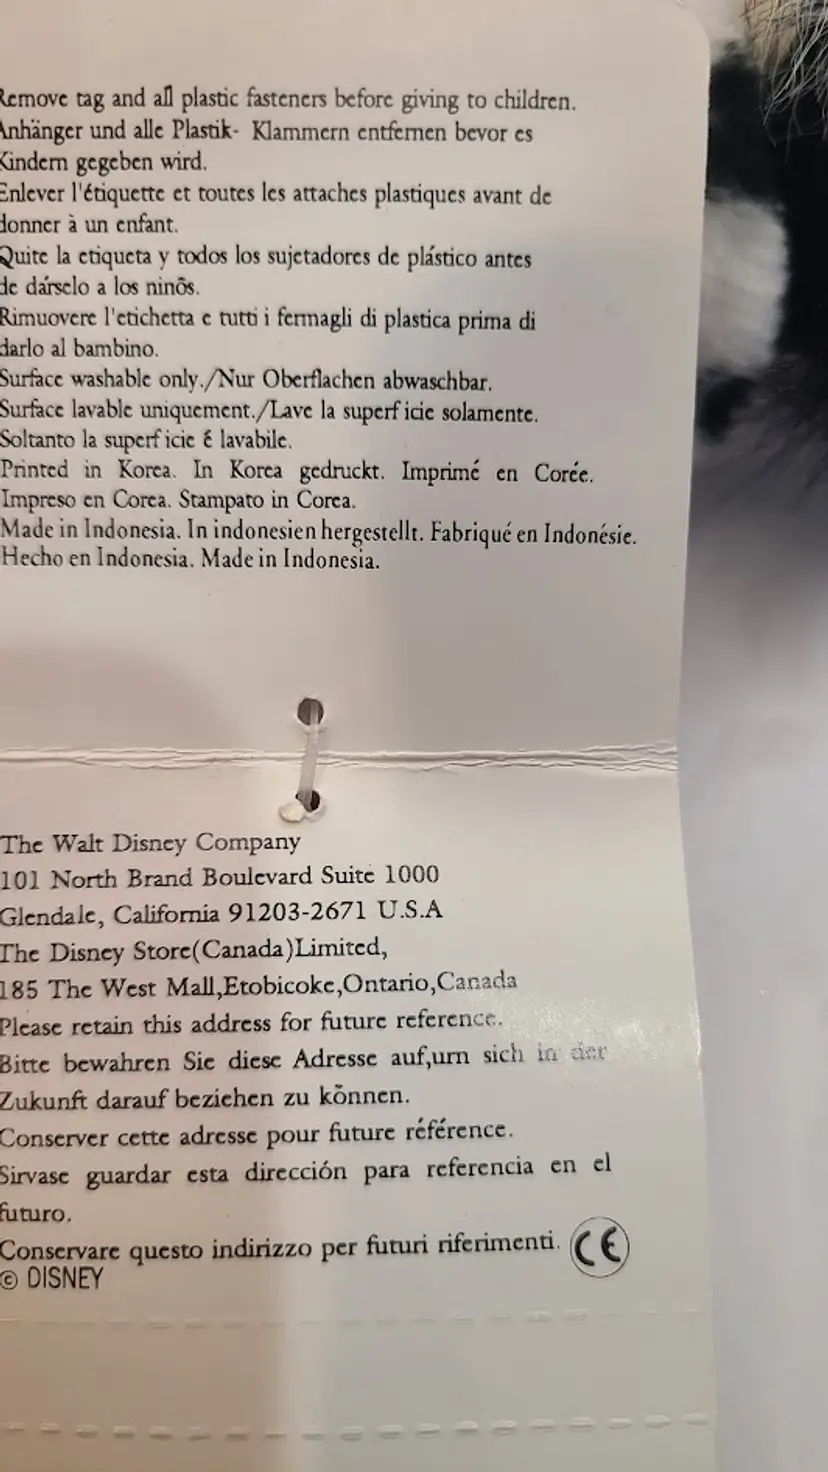 Remove tag and all plastic fasteners before giving to children.
Anhänger und alle Plastik- Klammern entfernen bevor es
Kindern gegeben wird.
Enlever l'étiquette et toutes les attaches plastiques avant de
donner à un enfant.
Quite la etiqueta y todos los sujetadores de plástico antes
de dárselo a los ninõs.
Rimuovere l'etichetta e tutti i fermagli di plastica prima di
darlo al bambino.
Surface washable only./Nur Oberflachen abwaschbar.
Surface lavable uniquement./Lave la superf icie solamente.
Soltanto la superf icie é lavabile.
Printed in Korea. In Korea gedruckt. Imprimé en Corée.
Impreso en Corea. Stampato in Corea.
Made in Indonesia. In indonesien hergestellt. Fabriqué en Indonésie.
Hecho en Indonesia. Made in Indonesia.
The Walt Disney Company
101 North Brand Boulevard Suite 1000
Glendale, California 91203-2671 U.S.A
The Disney Store(Canada)Limited,
185 The West Mall,Etobicoke,Ontario,Canada
Please retain this address for future reference.
Bitte bewahren Sie diese Adresse auf,urn sich in der
Zukunft darauf beziehen zu können.
Conserver cette adresse pour future référence.
Sirvase guardar esta dirección para referencia en el
futuro.
Conservare questo indirizzo per futuri riferimenti. CE
© DISNEY